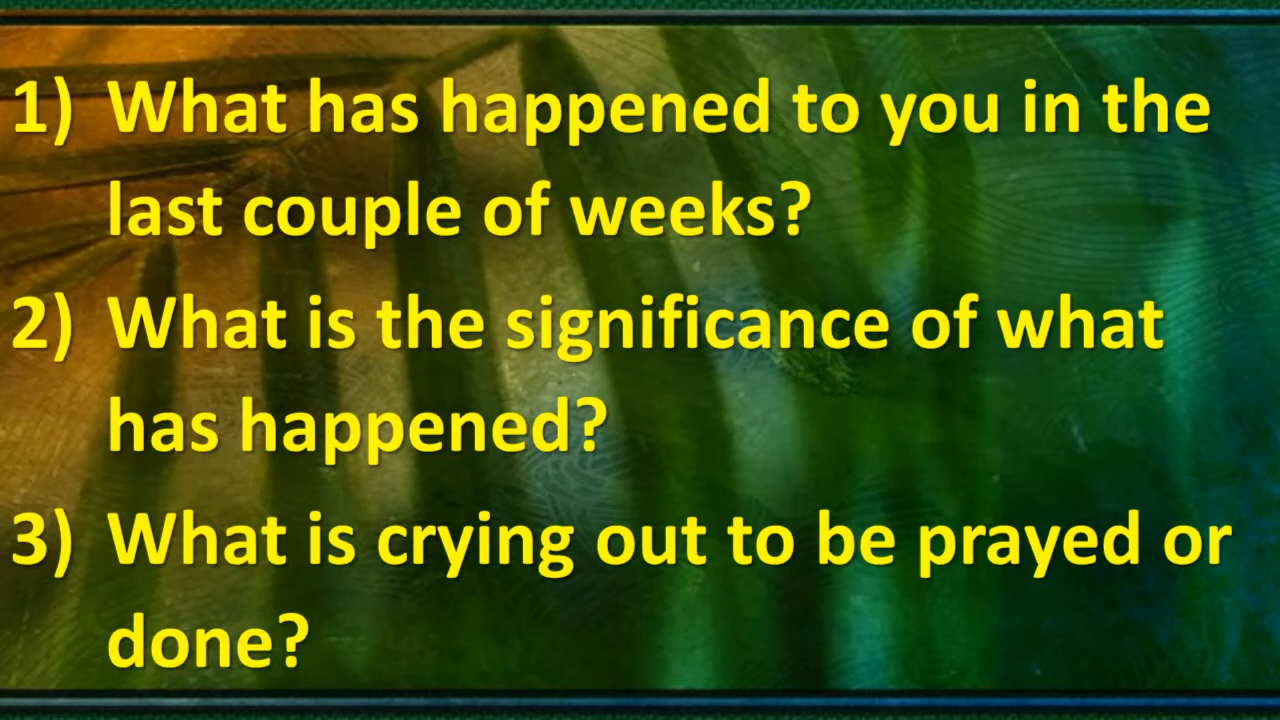 1) What has happened to you in the
last couple of weeks?
2) What is the significance of what
has happened?
3) What is crying out to be prayed or
done?